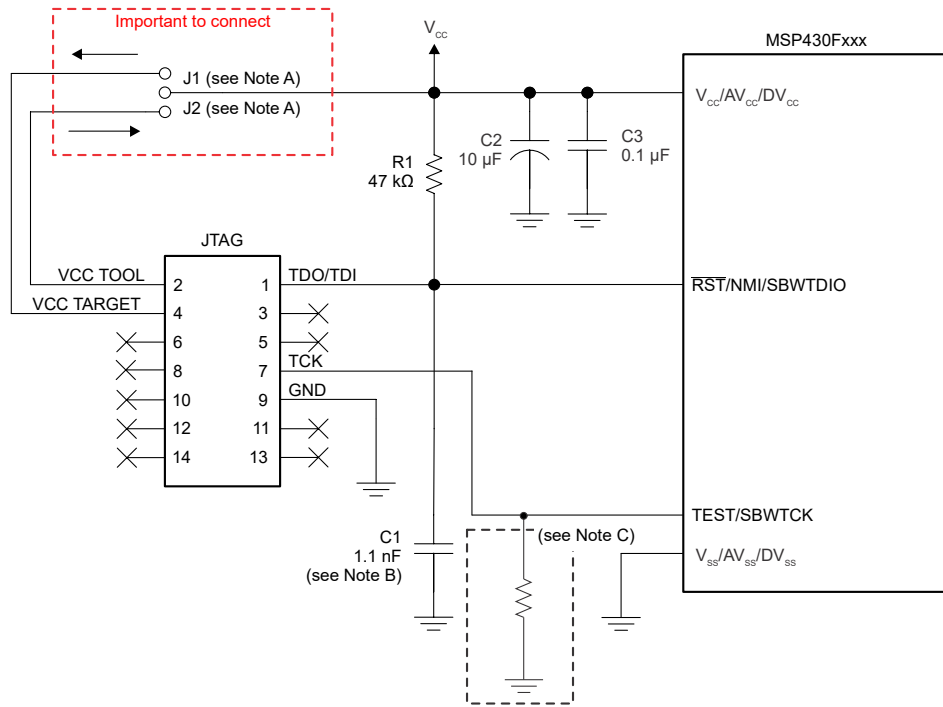 Important to connect
J1 (see Note A)
J2 (see Note A)
VCC
MSP430Fxxx
VCC/AVCC/DVCC
C2
10 µF
C3
0.1 µF
R1
47 kΩ
JTAG
VCC TOOL
2
1
TDO/TDI
RST/NMI/SBWTDIO
VCC TARGET
4
3
6
5
8
7
TCK
10
9
GND
12
11
14
13
TEST/SBWTCK
(see Note C)
C1
1.1 nF
(see Note B)
VSS/AVSS/DVSS